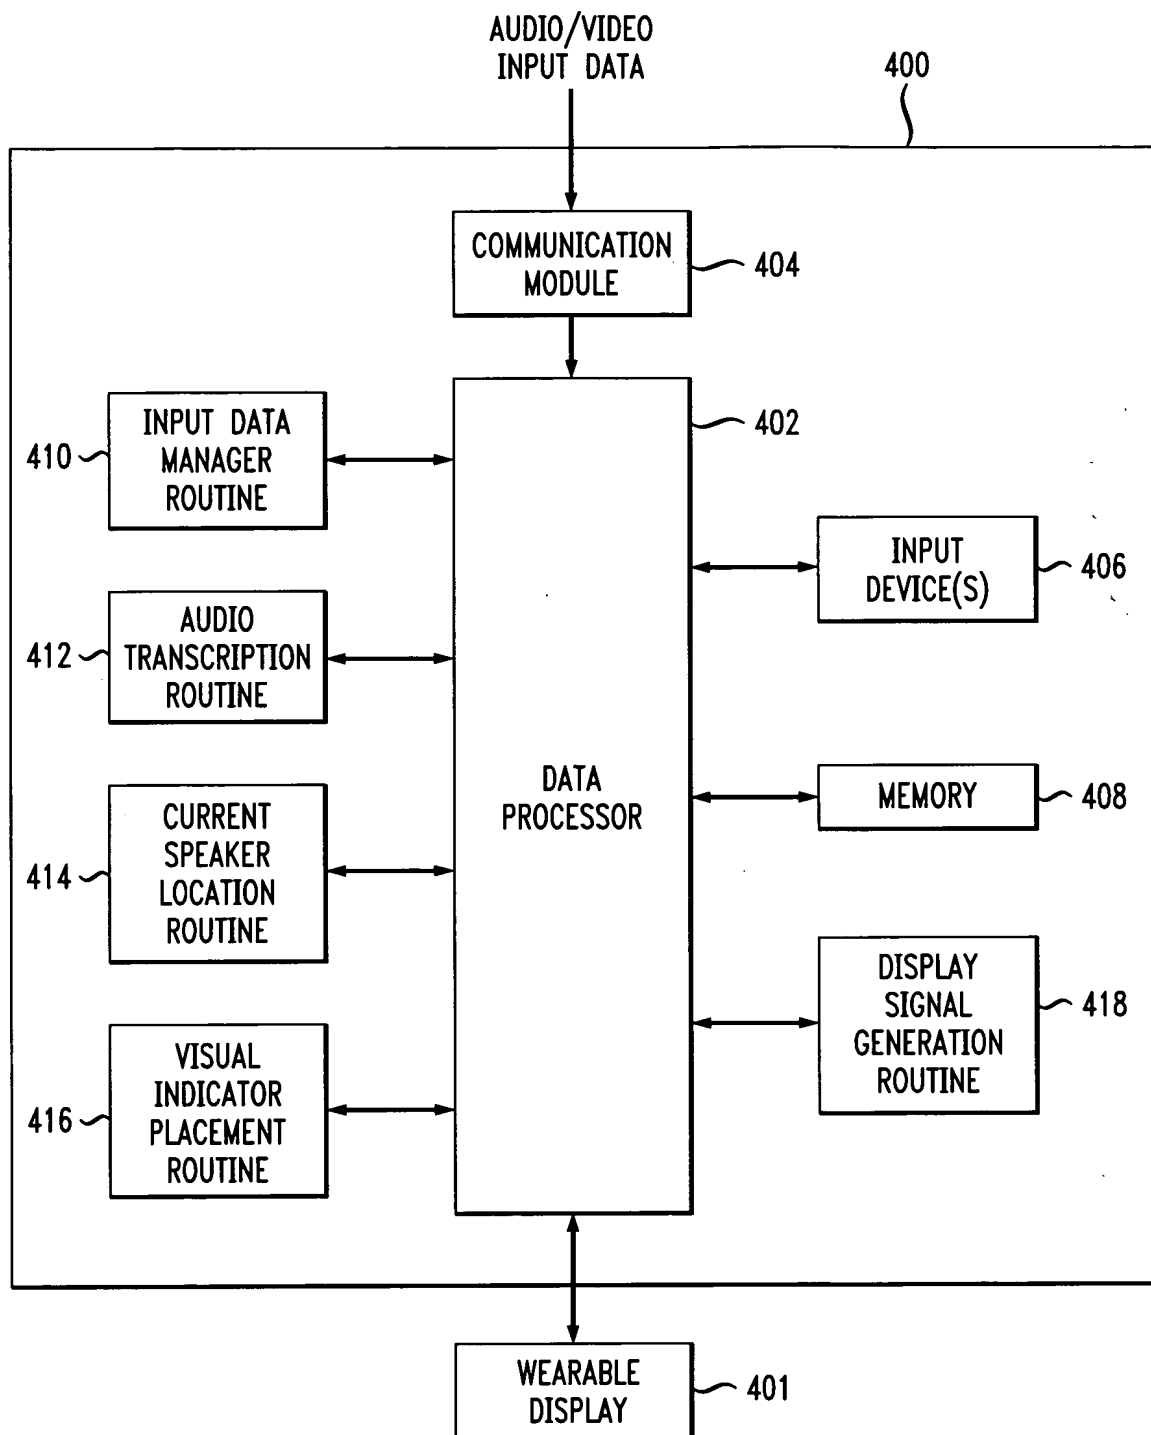 AUDIO/VIDEO
INPUT DATA
400
COMMUNICATION
MODULE
404
402
INPUT DATA
MANAGER
ROUTINE
410
INPUT
DEVICE(S)
406
AUDIO
TRANSCRIPTION
ROUTINE
412
DATA
PROCESSOR
MEMORY
408
CURRENT
SPEAKER
LOCATION
ROUTINE
414
DISPLAY
SIGNAL
GENERATION
ROUTINE
418
VISUAL
INDICATOR
PLACEMENT
ROUTINE
416
WEARABLE
DISPLAY
401